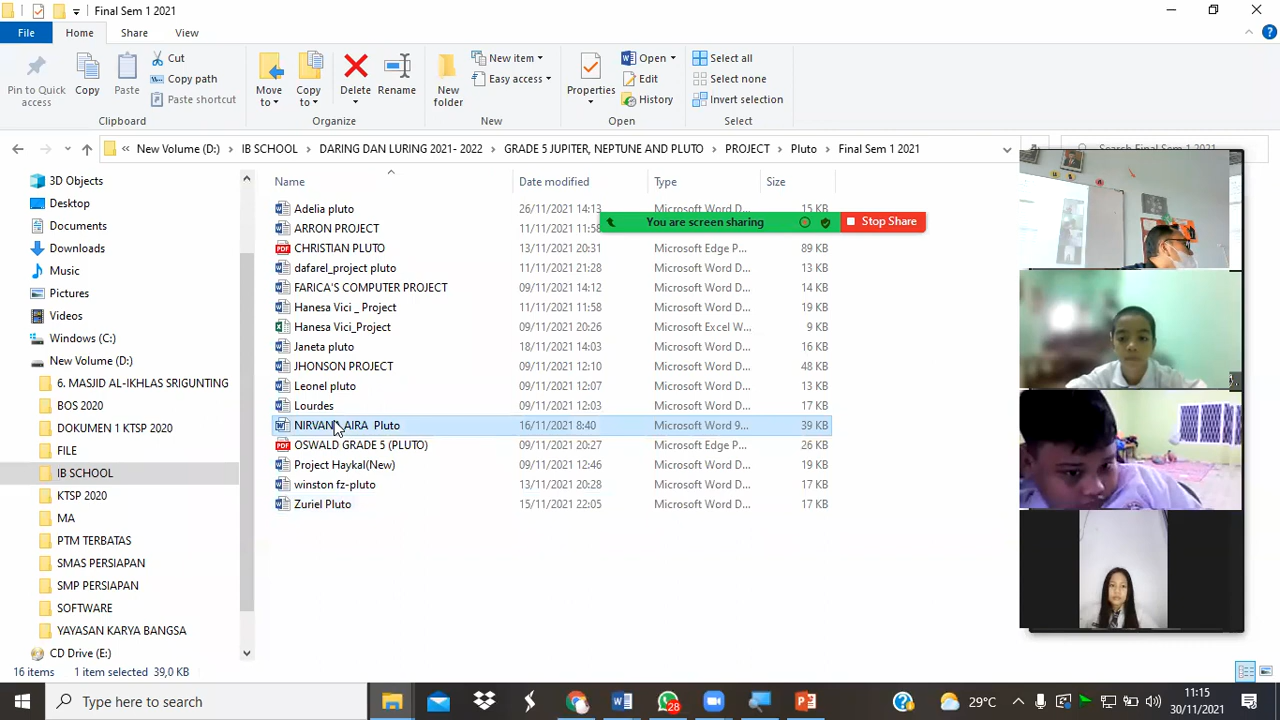 Final Sem 1 2021
File Home Share View
Pin to Quick access
Copy
Paste
Cut
Copy path
Paste shortcut
Clipboard
Move to
Copy to
Delete
Rename
Organize
New folder
New item
Easy access
New
Properties
Open
Edit
History
Open
Select all
Select none
Invert selection
Select
« New Volume (D:) > IB SCHOOL > DARING DAN LURING 2021- 2022 > GRADE 5 JUPITER, NEPTUNE AND PLUTO > PROJECT > Pluto > Final Sem 1 2021
Search Final Sem 1 2021
3D Objects
Desktop
Documents
Downloads
Music
Pictures
Videos
Windows (C:)
New Volume (D:)
6. MASJID AL-IKHLAS SRIGUNTING
BOS 2020
DOKUMEN 1 KTSP 2020
FILE
IB SCHOOL
KTSP 2020
MA
PTM TERBATAS
SMAS PERSIAPAN
SMP PERSIAPAN
SOFTWARE
YAYASAN KARYA BANGSA
CD Drive (E:)
Name Date modified Type Size
Adelia pluto 26/11/2021 14:13 Microsoft Word D... 15 KB
You are screen sharing Stop Share
ARRON PROJECT 11/11/2021 11:58 Microsoft Word D...
CHRISTIAN PLUTO 13/11/2021 20:31 Microsoft Edge P... 89 KB
dafarel_project pluto 11/11/2021 21:28 Microsoft Word D... 13 KB
FARICA'S COMPUTER PROJECT 09/11/2021 14:12 Microsoft Word D... 14 KB
Hanesa Vici _ Project 11/11/2021 11:58 Microsoft Word D... 19 KB
Hanesa Vici_Project 09/11/2021 20:26 Microsoft Excel W... 9 KB
Janeta pluto 18/11/2021 14:03 Microsoft Word D... 16 KB
JHONSON PROJECT 09/11/2021 12:10 Microsoft Word D... 48 KB
Leonel pluto 09/11/2021 12:07 Microsoft Word D... 13 KB
Lourdes 09/11/2021 12:03 Microsoft Word D... 17 KB
NIRVANA AIRA Pluto 16/11/2021 8:40 Microsoft Word 9... 39 KB
OSWALD GRADE 5 (PLUTO) 09/11/2021 20:27 Microsoft Edge P... 26 KB
Project Haykal(New) 09/11/2021 12:46 Microsoft Word D... 19 KB
winston fz-pluto 13/11/2021 20:28 Microsoft Word D... 17 KB
Zuriel Pluto 15/11/2021 22:05 Microsoft Word D... 17 KB
16 items 1 item selected 39,0 KB
Type here to search
28
29°C
11:15
30/11/2021